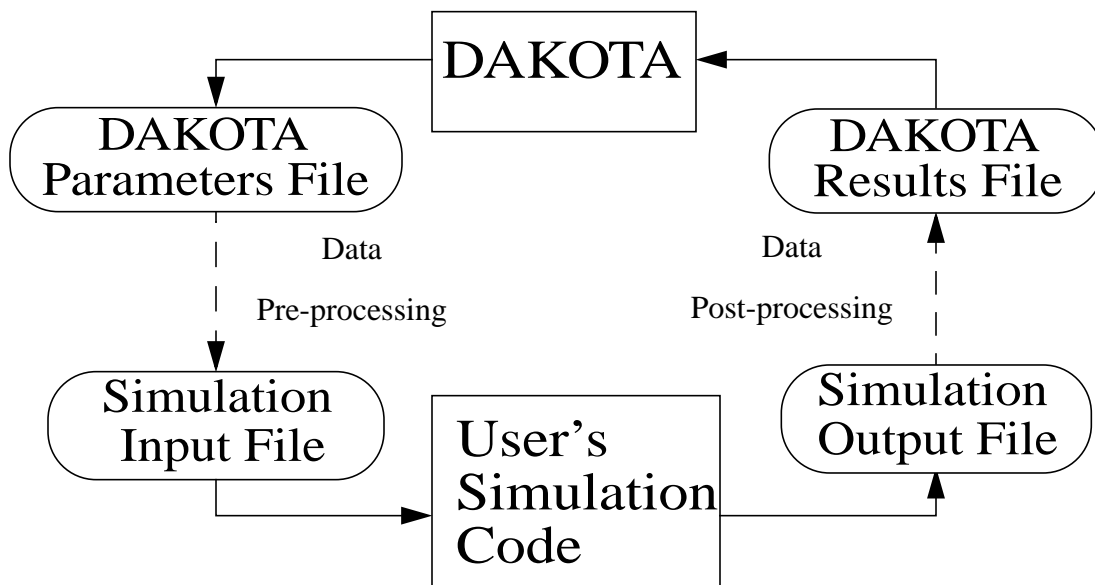 DAKOTA
DAKOTA
Parameters File
DAKOTA
Results File
Data
Pre-processing
Data
Post-processing
Simulation
Input File
User’s
Simulation
Code
Simulation
Output File